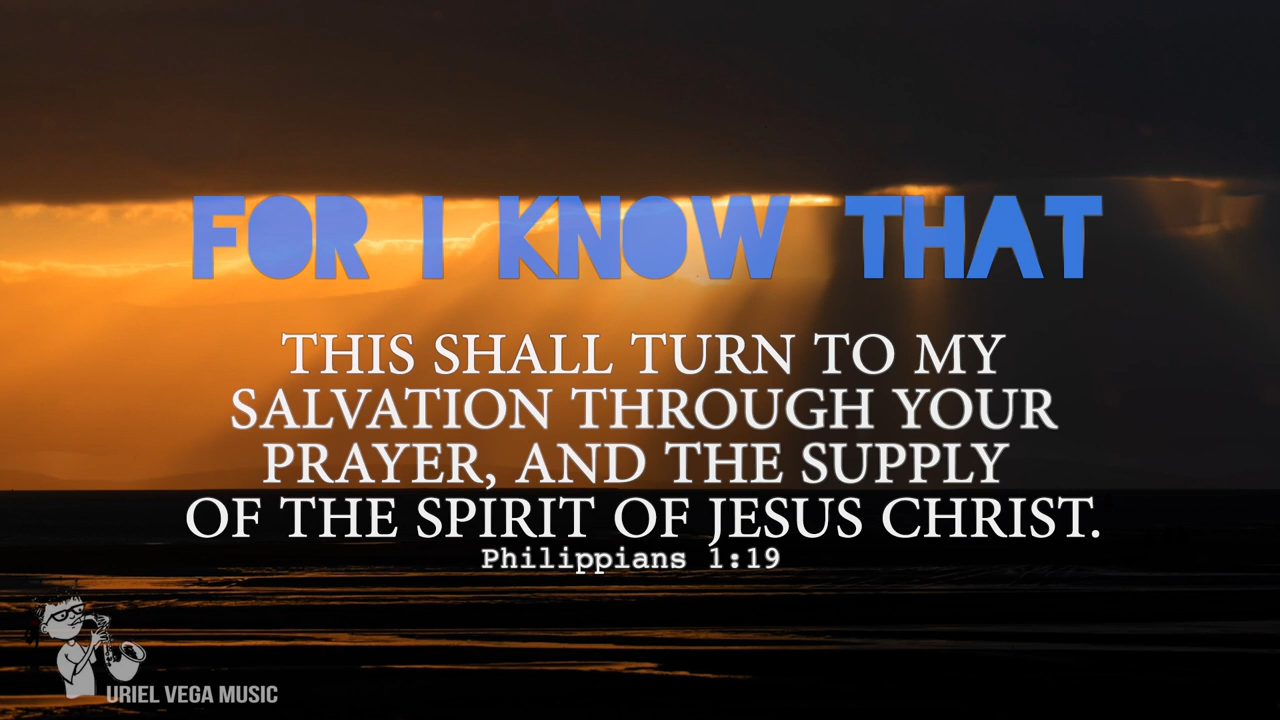 FOR I KNOW THAT
THIS SHALL TURN TO MY
SALVATION THROUGH YOUR
PRAYER, AND THE SUPPLY
OF THE SPIRIT OF JESUS CHRIST.
Philippians 1:19
URIEL VEGA MUSIC